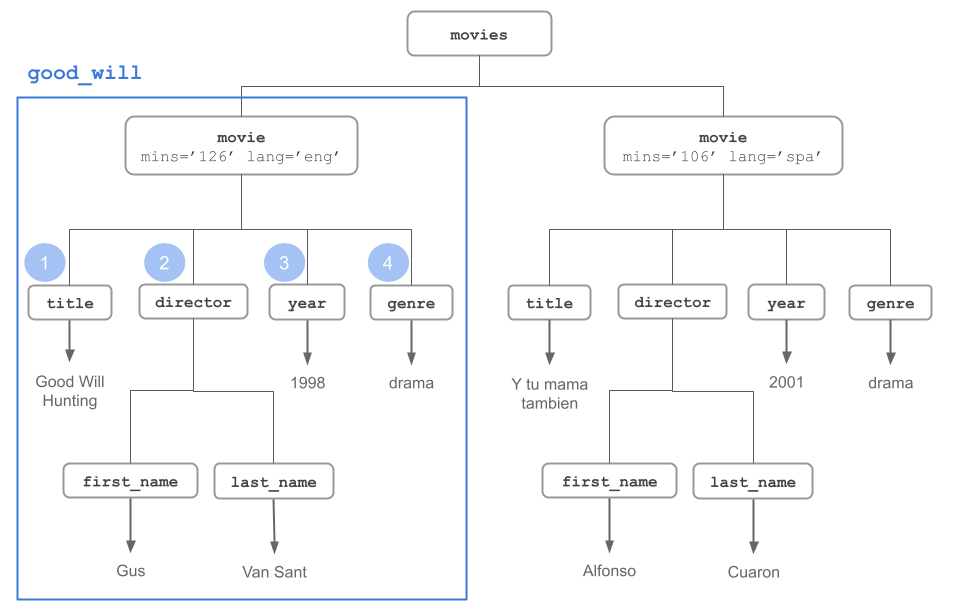 movies
good_will
movie
mins=’126’ lang=’eng’
movie
mins=’106’ lang=’spa’
1
2
3
4
title
director
year
genre
title
director
year
genre
Good Will
Hunting
1998
drama
Y tu mama
tambien
2001
drama
first_name
last_name
first_name
last_name
Gus
Van Sant
Alfonso
Cuaron